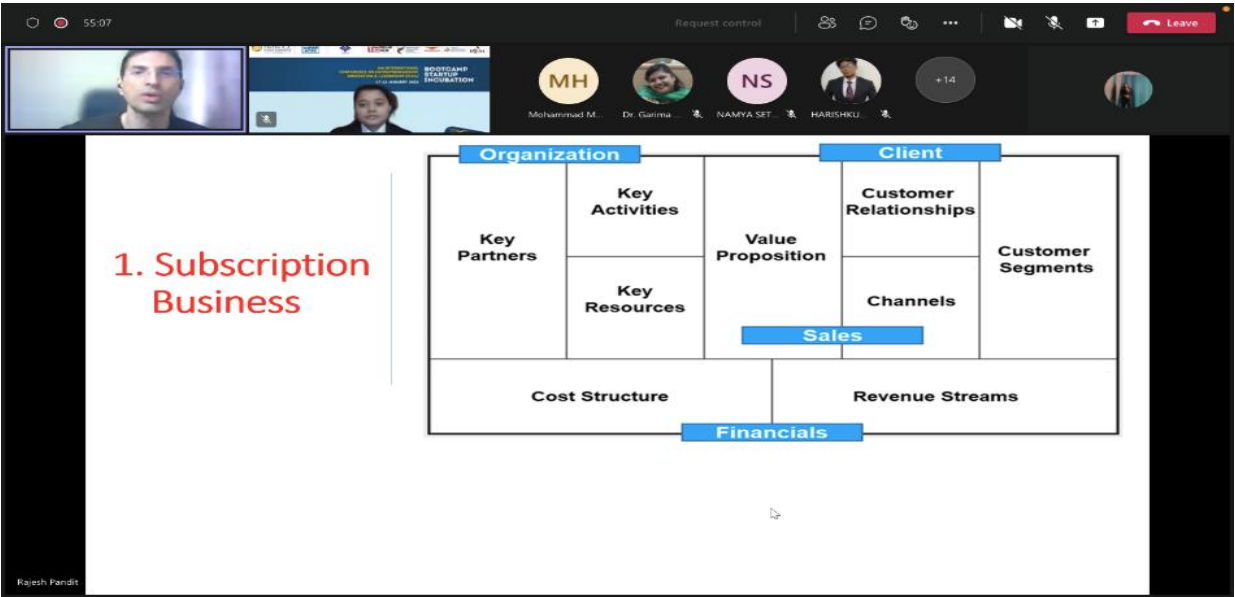 55:07
Request control
Leave
BOOTCAMP
STARTUP
INCUBATION
MH
NS
+14
Mohammad M...
Dr. Garima ...
NAMYA SET...
HARISHKU...
Organization
Client
Key
Activities
Customer
Relationships
Key
Partners
Value
Proposition
Customer
Segments
1. Subscription
Business
Key
Resources
Channels
Sales
Cost Structure
Revenue Streams
Financials
Rajesh Pandit